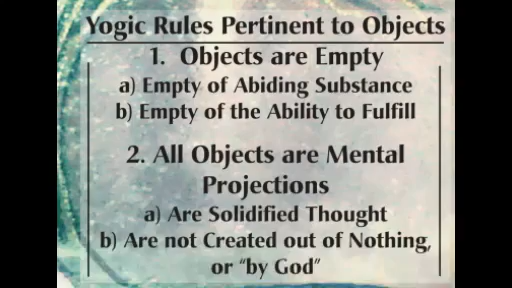 Yogic Rules Pertinent to Objects
1. Objects are Empty
a) Empty of Abiding Substance
b) Empty of the Ability to Fulfill
2. All Objects are Mental
Projections
a) Are Solidified Thought
b) Are not Created out of Nothing,
or “by God”